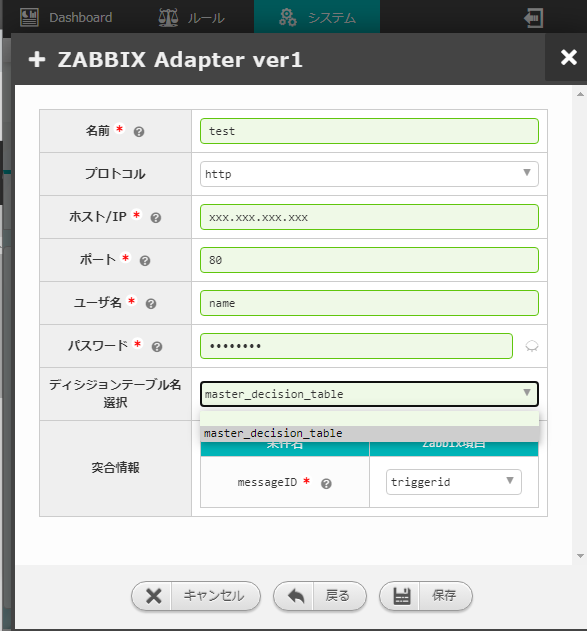 Dashboard
ルール
システム
+ ZABBIX Adapter ver1
名前 *
test
プロトコル
http
ホスト/IP *
xxx.xxx.xxx.xxx
ポート *
80
ユーザ名 *
name
パスワード *
••••••••
ディシジョンテーブル名
選択
master_decision_table
master_decision_table
条件名
Zabbix項目
突合情報
messageID *
triggerid
キャンセル
戻る
保存